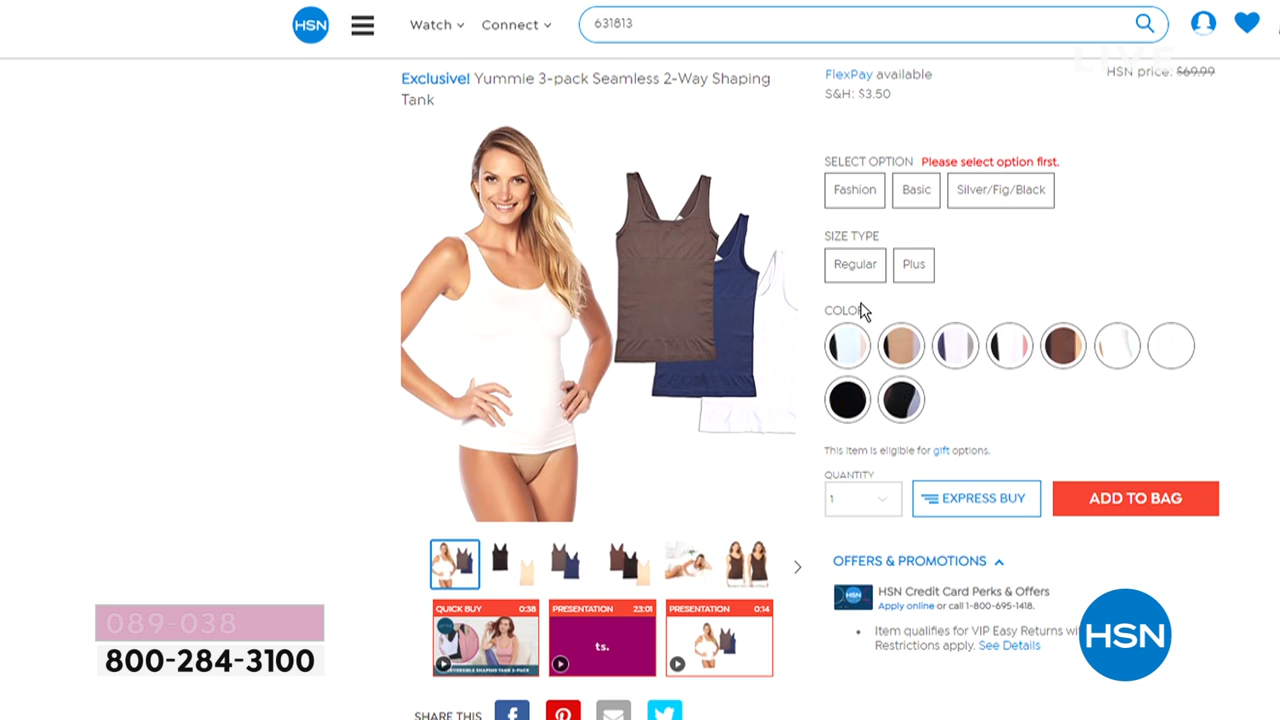 HSN
Watch
Connect
631813
LIVE
Exclusive! Yummie 3-pack Seamless 2-Way Shaping
Tank
FlexPay available
HSN price: $69.99
S&H: $3.50
SELECT OPTION Please select option first.
Fashion
Basic
Silver/Fig/Black
SIZE TYPE
Regular
Plus
COLO
This item is eligible for gift options.
QUANTITY
1
EXPRESS BUY
ADD TO BAG
OFFERS & PROMOTIONS
HSN
HSN Credit Card Perks & Offers
Apply online or call 1-800-695-1418.
Item qualifies for VIP Easy Returns wi
Restrictions apply. See Details
QUICK BUY 0:38
PRESENTATION 23:01
ts.
PRESENTATION 0:14
089-038
800-284-3100
HSN
SHARE THIS